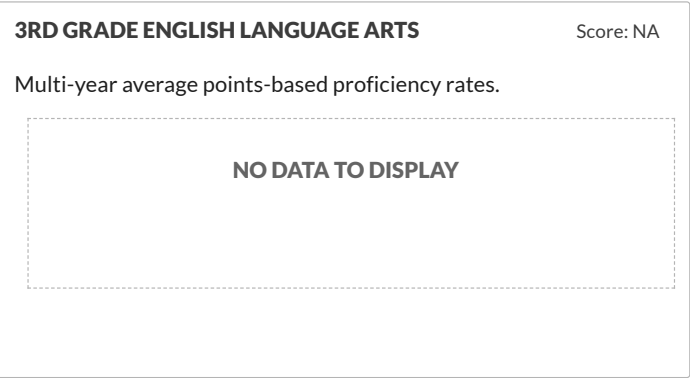 3RD GRADE ENGLISH LANGUAGE ARTS Score: NA
Multi-year average points-based proficiency rates.
NO DATA TO DISPLAY